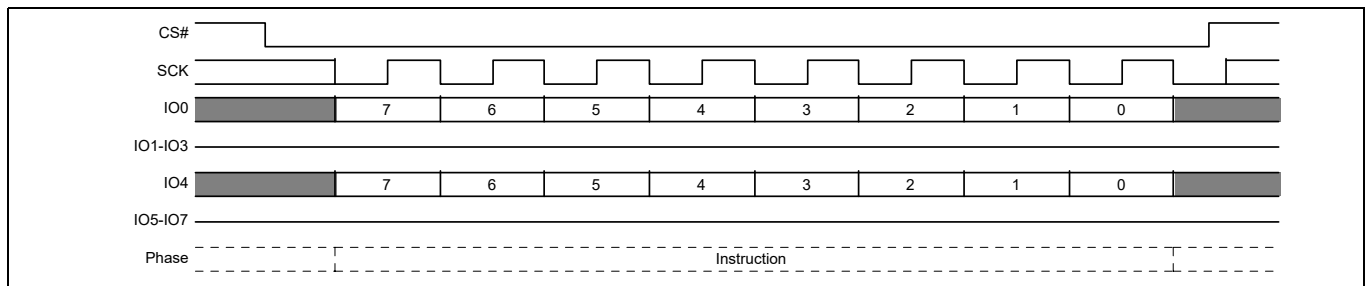 CS#
SCK
IO0 7 6 5 4 3 2 1 0
IO1-IO3
IO4 7 6 5 4 3 2 1 0
IO5-IO7
Phase Instruction